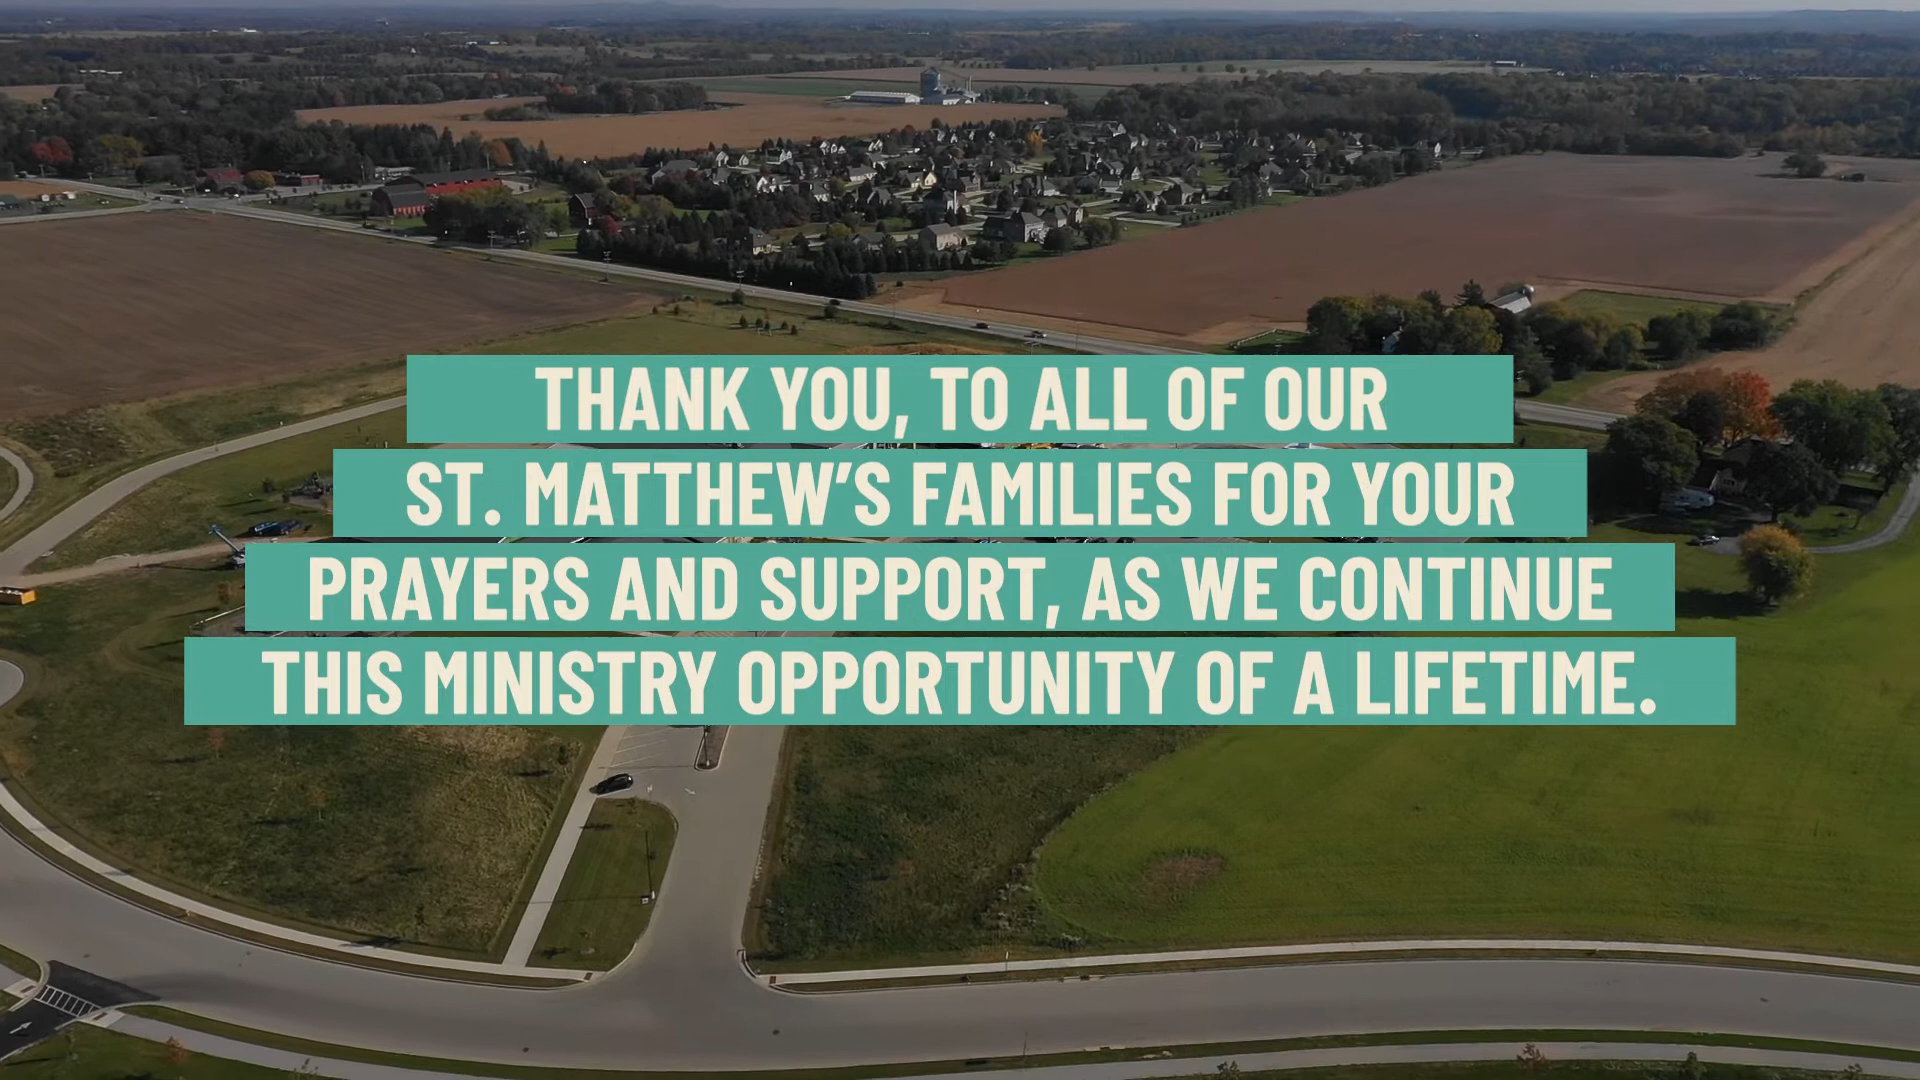 THANK YOU, TO ALL OF OUR
ST. MATTHEW’S FAMILIES FOR YOUR
PRAYERS AND SUPPORT, AS WE CONTINUE
THIS MINISTRY OPPORTUNITY OF A LIFETIME.